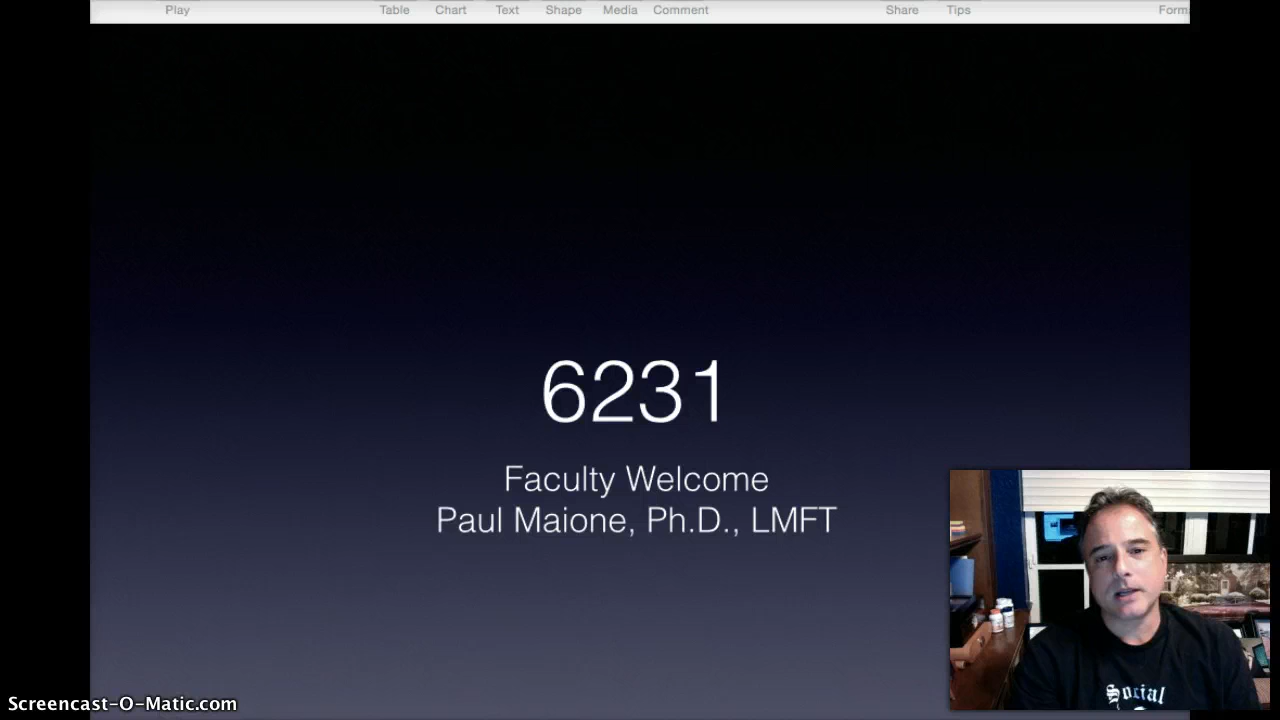 Play Table Chart Text Shape Media Comment Share Tips
6231
Faculty Welcome
Paul Maione, Ph.D., LMFT
Social
Screencast-O-Matic.com